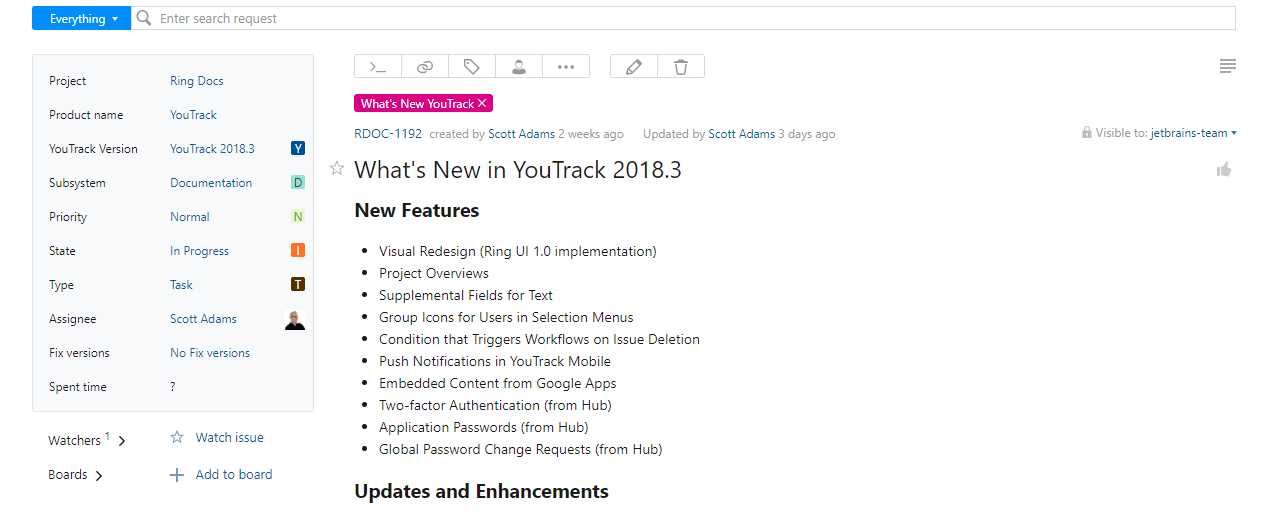 Everything
Enter search request
Project Ring Docs
Product name YouTrack
YouTrack Version YouTrack 2018.3 Y
Subsystem Documentation D
Priority Normal N
State In Progress I
Type Task T
Assignee Scott Adams
Fix versions No Fix versions
Spent time ?
Watchers 1 Watch issue
Boards Add to board
What's New YouTrack
RDOC-1192 created by Scott Adams 2 weeks ago Updated by Scott Adams 3 days ago
Visible to: jetbrains-team
What's New in YouTrack 2018.3
New Features
• Visual Redesign (Ring UI 1.0 implementation)
• Project Overviews
• Supplemental Fields for Text
• Group Icons for Users in Selection Menus
• Condition that Triggers Workflows on Issue Deletion
• Push Notifications in YouTrack Mobile
• Embedded Content from Google Apps
• Two-factor Authentication (from Hub)
• Application Passwords (from Hub)
• Global Password Change Requests (from Hub)
Updates and Enhancements